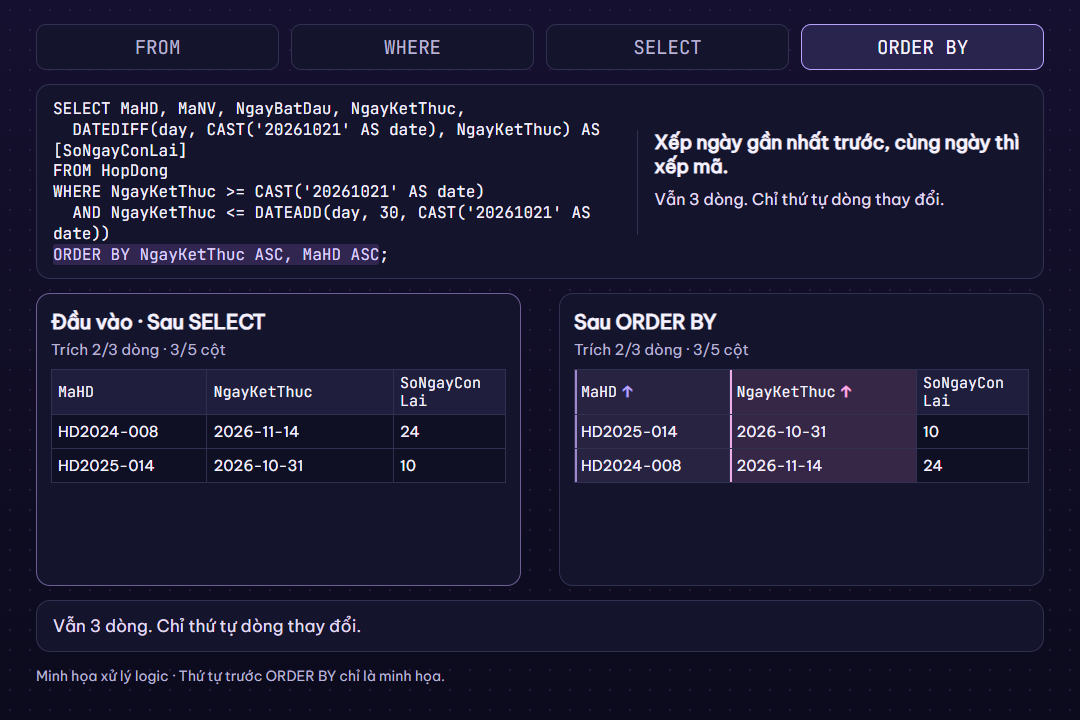 FROM
WHERE
SELECT
ORDER BY
SELECT MaHD, MaNV, NgayBatDau, NgayKetThuc,
  DATEDIFF(day, CAST('20261021' AS date), NgayKetThuc) AS
[SoNgayConLai]
FROM HopDong
WHERE NgayKetThuc >= CAST('20261021' AS date)
  AND NgayKetThuc <= DATEADD(day, 30, CAST('20261021' AS
date))
ORDER BY NgayKetThuc ASC, MaHD ASC;
Xếp ngày gần nhất trước, cùng ngày thì
xếp mã.
Vẫn 3 dòng. Chỉ thứ tự dòng thay đổi.
Đầu vào · Sau SELECT
Trích 2/3 dòng · 3/5 cột
MaHD NgayKetThuc SoNgayCon
Lai
HD2024-008 2026-11-14 24
HD2025-014 2026-10-31 10
Sau ORDER BY
Trích 2/3 dòng · 3/5 cột
MaHD ↑ NgayKetThuc ↑ SoNgayCon
Lai
HD2025-014 2026-10-31 10
HD2024-008 2026-11-14 24
Vẫn 3 dòng. Chỉ thứ tự dòng thay đổi.
Minh họa xử lý logic · Thứ tự trước ORDER BY chỉ là minh họa.